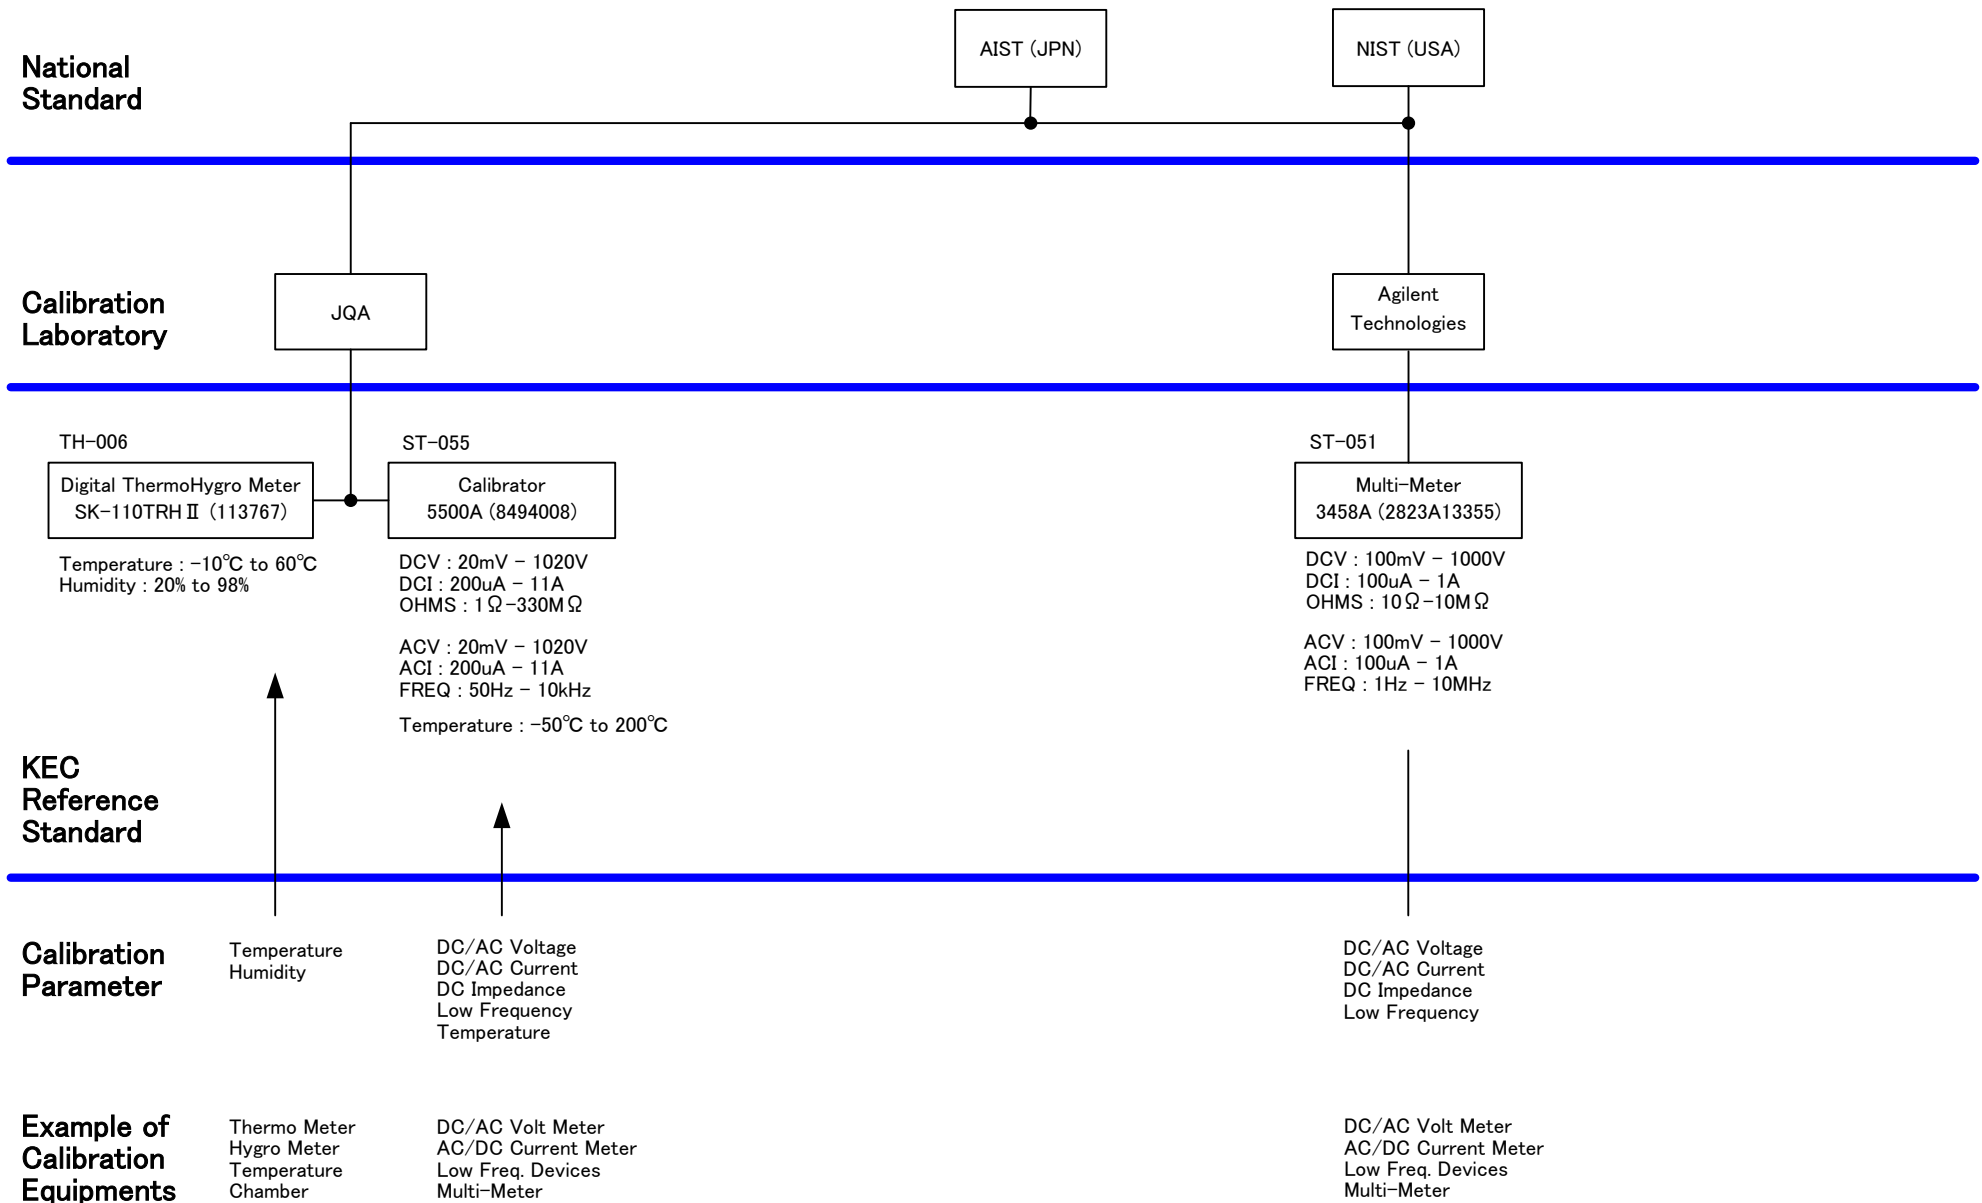 National
Standard
AIST (JPN)
NIST (USA)
Calibration
Laboratory
JQA
Agilent
Technologies
TH-006
Digital ThermoHygro Meter
SK-110TRHⅡ (113767)
Temperature : -10℃ to 60℃
Humidity : 20% to 98%
ST-055
Calibrator
5500A (8494008)
DCV : 20mV - 1020V
DCI : 200uA - 11A
OHMS : 1Ω-330MΩ
ACV : 20mV - 1020V
ACI : 200uA - 11A
FREQ : 50Hz - 10kHz
Temperature : -50℃ to 200℃
ST-051
Multi-Meter
3458A (2823A13355)
DCV : 100mV - 1000V
DCI : 100uA - 1A
OHMS : 10Ω-10MΩ
ACV : 100mV - 1000V
ACI : 100uA - 1A
FREQ : 1Hz - 10MHz
KEC
Reference
Standard
Calibration
Parameter
Temperature
Humidity
DC/AC Voltage
DC/AC Current
DC Impedance
Low Frequency
Temperature
DC/AC Voltage
DC/AC Current
DC Impedance
Low Frequency
Example of
Calibration
Equipments
Thermo Meter
Hygro Meter
Temperature
Chamber
DC/AC Volt Meter
AC/DC Current Meter
Low Freq. Devices
Multi-Meter
DC/AC Volt Meter
AC/DC Current Meter
Low Freq. Devices
Multi-Meter